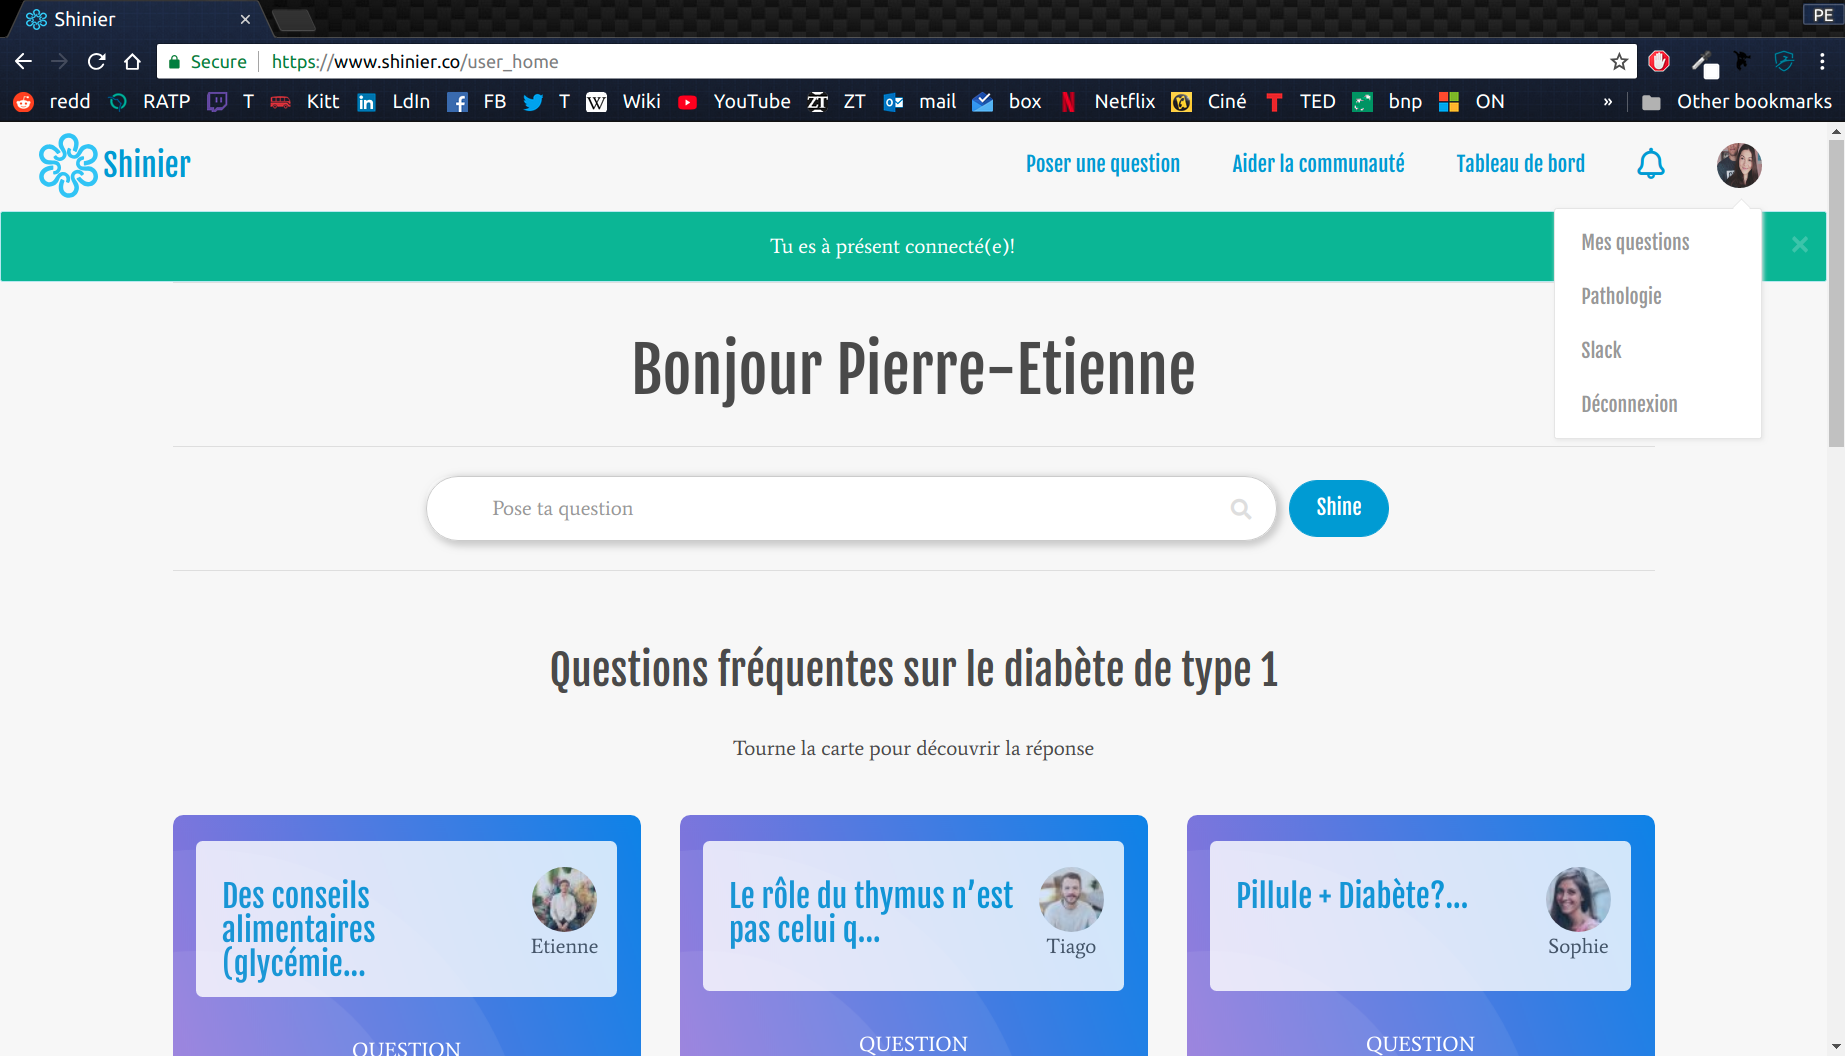 Shinier
PE
Secure https://www.shinier.co/user_home
redd RATP T Kitt LdIn FB T Wiki YouTube ZT mail box Netflix Ciné TED bnp ON » Other bookmarks
Shinier
Poser une question Aider la communauté Tableau de bord
Tu es à présent connecté(e)!
Mes questions
Pathologie
Slack
Déconnexion
Bonjour Pierre-Etienne
Pose ta question
Shine
Questions fréquentes sur le diabète de type 1
Tourne la carte pour découvrir la réponse
Des conseils
alimentaires
(glycémie...
Etienne
QUESTION
Le rôle du thymus n’est
pas celui q...
Tiago
QUESTION
Pillule + Diabète?...
Sophie
QUESTION